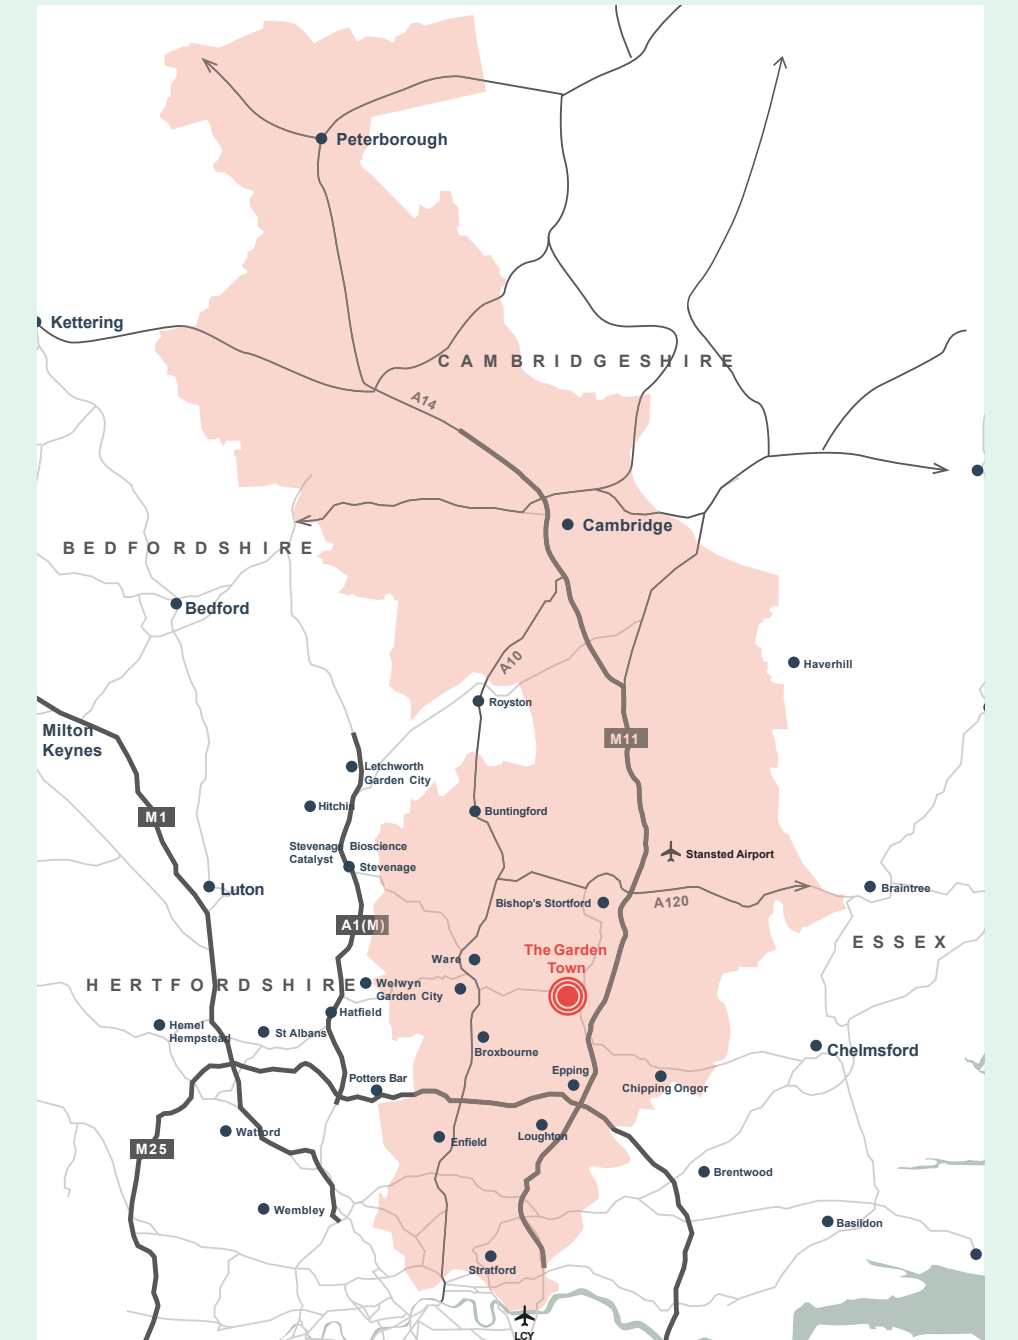 Peterborough
Kettering
CAMBRIDGESHIRE
A14
Cambridge
BEDFORDSHIRE
Bedford
A10
Haverhill
Royston
Milton
Keynes
M11
Letchworth
Garden City
Hitchin
Buntingford
M1
Stevenage Bioscience
Catalyst
Stevenage
Stansted Airport
Luton
Braintree
Bishop's Stortford
A120
A1(M)
ESSEX
The Garden
Town
Ware
HERTFORDSHIRE
Welwyn
Garden City
Hatfield
Hemel
Hempstead
St Albans
Broxbourne
Chelmsford
Epping
Potters Bar
Chipping Ongor
Watford
Enfield
Loughton
M25
Brentwood
Wembley
Basildon
Stratford
LCY